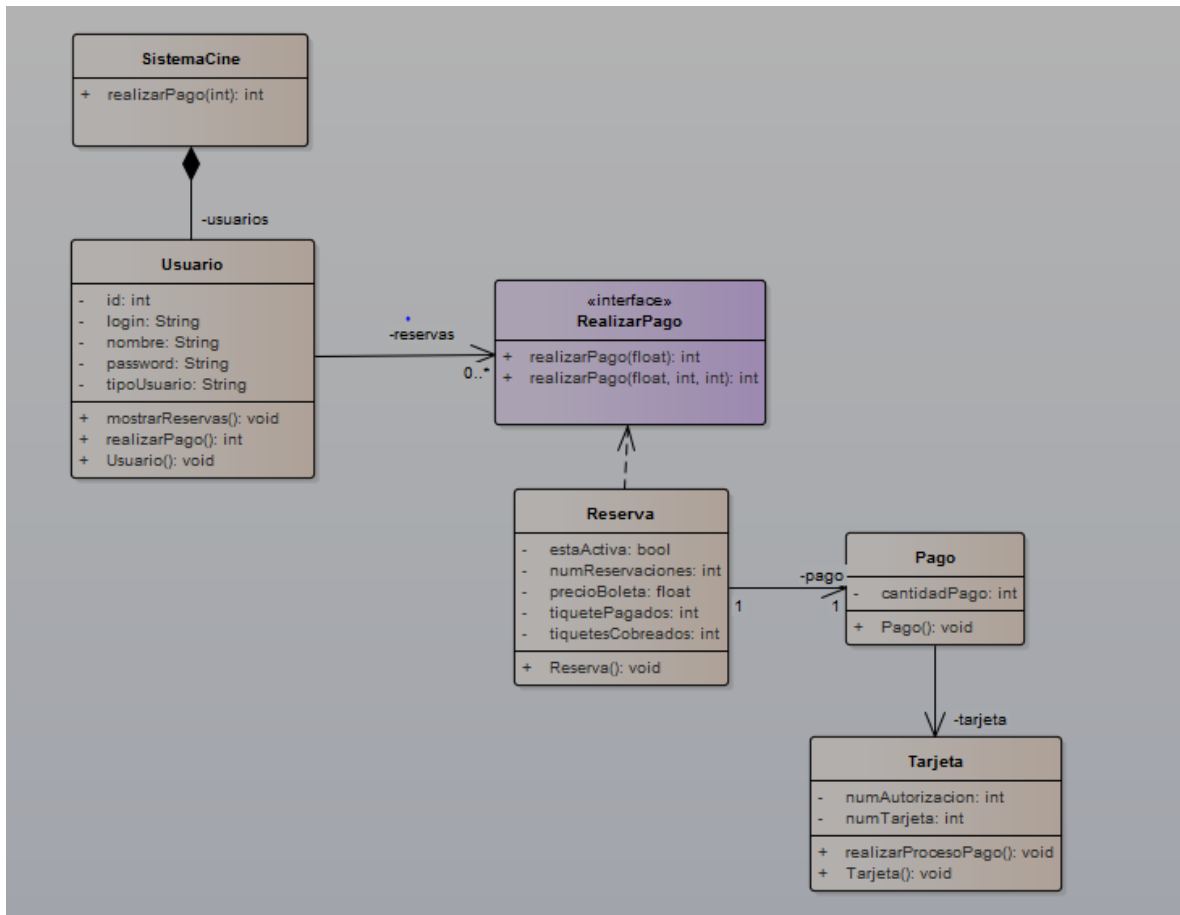 SistemaCine
+ realizarPago(int): int
-usuarios
Usuario
- id: int
- login: String
- nombre: String
- password: String
- tipoUsuario: String
+ mostrarReservas(): void
+ realizarPago(): int
+ Usuario(): void
-reservas
0..*
«interface»
RealizarPago
+ realizarPago(float): int
+ realizarPago(float, int, int): int
Reserva
- estaActiva: bool
- numReservaciones: int
- precioBoleta: float
- tiquetePagados: int
- tiquetesCobreados: int
+ Reserva(): void
1
-pago
1
Pago
- cantidadPago: int
+ Pago(): void
-tarjeta
Tarjeta
- numAutorizacion: int
- numTarjeta: int
+ realizarProcesoPago(): void
+ Tarjeta(): void